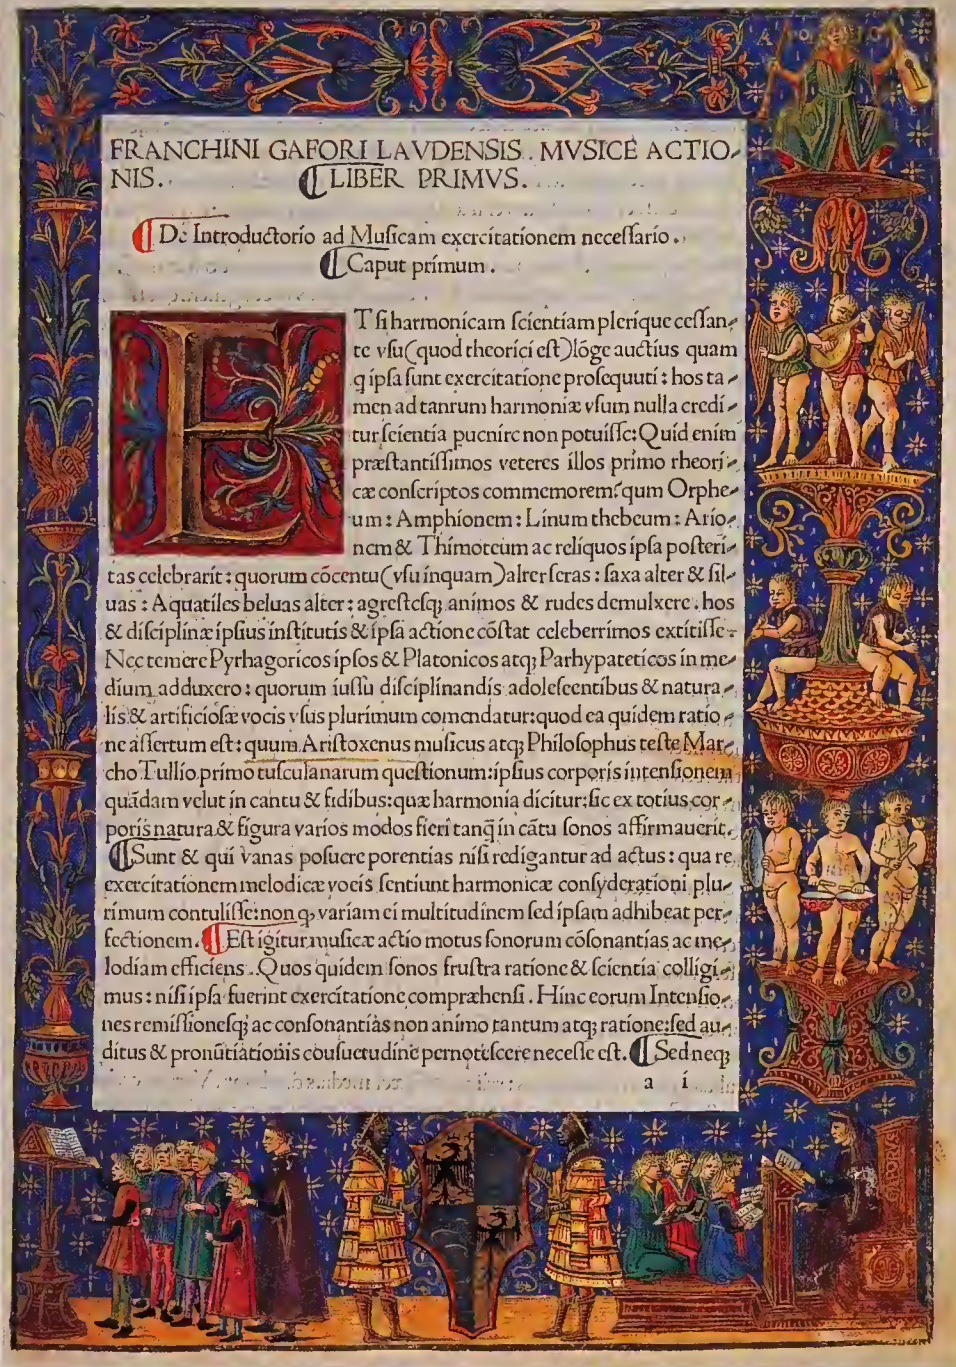 FRANCHINI GAFORI LAVDENSIS. MVSICE ACTIO-
NIS. ⸿LIBER PRIMVS.
⸿De Introductorio ad Musicam exercitationem necessario.
⸿Caput primum.
ET si harmonicam scientiam plerique cessan-
te vsu (quod theorici est) lõge auctius quam
q ipsa sunt exercitatione prosequuti: hos ta-
men ad tantum harmoniæ vsum nulla credi-
tur scientia puenire non potuisse: Quid enim
præstantissimos veteres illos primo theori-
cæ conscriptos commemorem? qum Orphe-
um: Amphionem: Linum thebeum: Ario-
nem & Thimoteum ac reliquos ipsa posteri-
tas celebrarit: quorum cõcentu (vsu inquam) alter feras: saxa alter & sil-
uas: Aquatiles beluas alter: agrestesq; animos & rudes demulxere. hos
& disciplinæ ipsius institutis & ipsa actione cõstat celeberrimos extitisse.
Nec temere Pythagoricos ipsos & Platonicos atq; Parhypateticos in me-
dium adduxero: quorum iussu disciplinandis adolescentibus & natura-
lis & artificiosæ vocis vsus plurimum comendatur: quod ea quidem ratio-
ne assertum est: quum Aristoxenus musicus atq; Philosophus teste Mar-
cho Tullio primo tusculanarum questionum: ipsius corporis intensionem
quãdam velut in cantu & fidibus: quæ harmonia dicitur: sic ex totius cor-
poris natura & figura varios modos fieri tanq̃ in cãtu sonos affirmauerit.
⸿Sunt & qui vanas posuere potentias nisi redigantur ad actus: qua re
exercitationem melodicæ vocis sentiunt harmonicæ consyderationi plu-
rimum contulisse: non q; variam ei multitudinem sed ipsam adhibeat per-
fectionem. ⸿Est igitur musicæ actio motus sonorum cõsonantias ac me-
lodiam efficiens. Quos quidem sonos frustra ratione & scientia colligi-
mus: nisi ipsa fuerint exercitatione compræhensi. Hinc eorum Intensio-
nes remissionesq; ac consonantias non animo tantum atq; ratione: sed au-
ditus & pronũtiationis consuetudine pernotescere necesse est. ⸿Sed neq;
a i